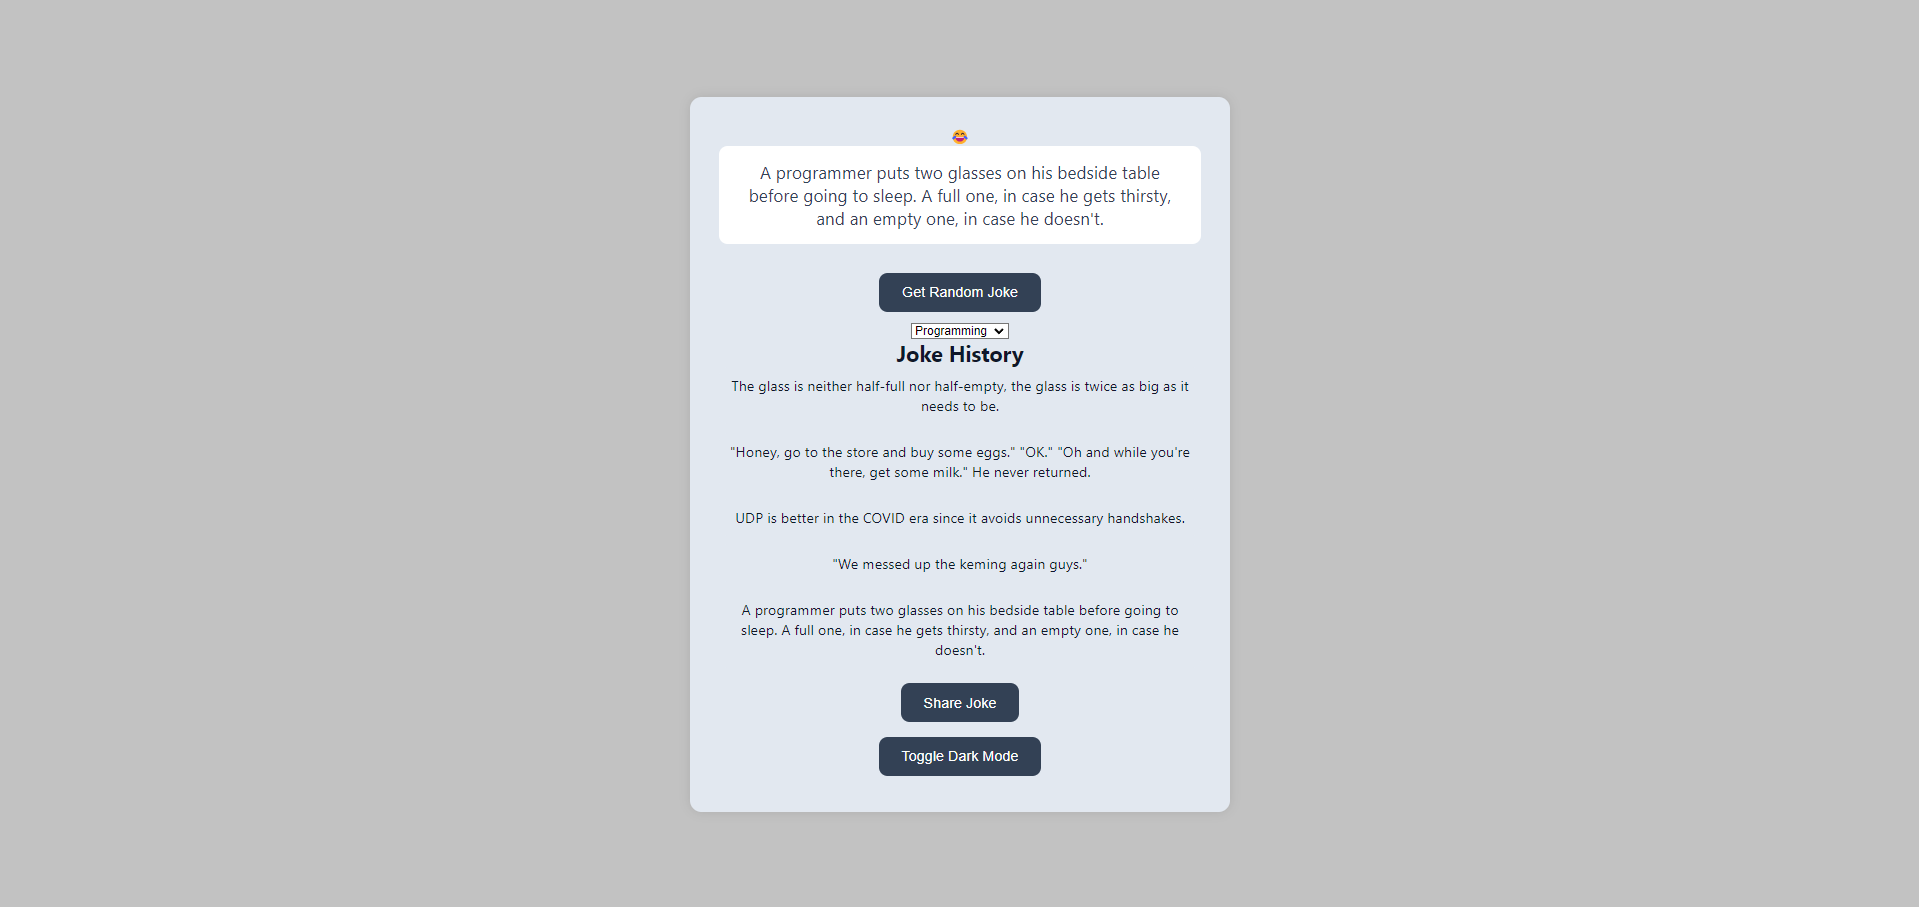 😂
A programmer puts two glasses on his bedside table
before going to sleep. A full one, in case he gets thirsty,
and an empty one, in case he doesn't.
Get Random Joke
Programming
Joke History
The glass is neither half-full nor half-empty, the glass is twice as big as it
needs to be.
"Honey, go to the store and buy some eggs." "OK." "Oh and while you're
there, get some milk." He never returned.
UDP is better in the COVID era since it avoids unnecessary handshakes.
"We messed up the keming again guys."
A programmer puts two glasses on his bedside table before going to
sleep. A full one, in case he gets thirsty, and an empty one, in case he
doesn't.
Share Joke
Toggle Dark Mode